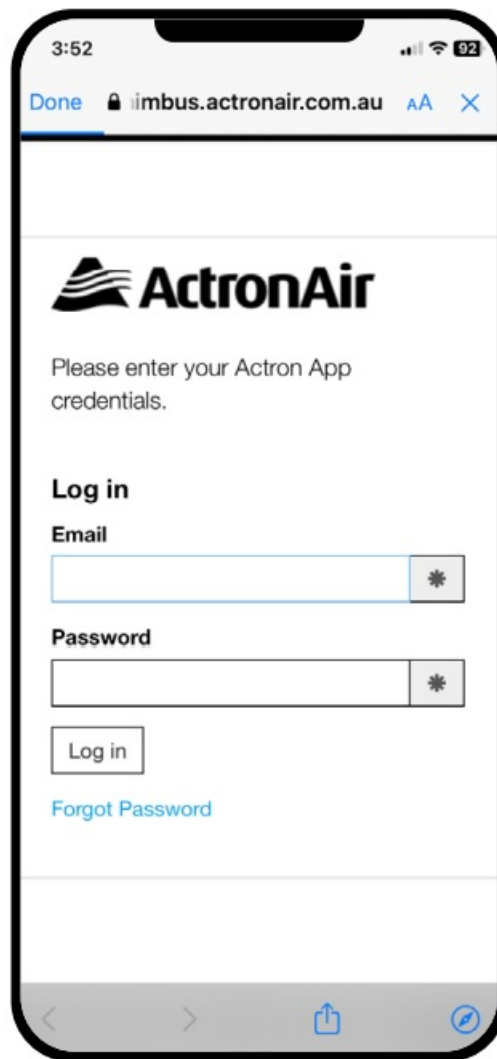 3:52
92
Done imbus.actronair.com.au AA
ActronAir
Please enter your Actron App
credentials.
Log in
Email
Password
Log in
Forgot Password